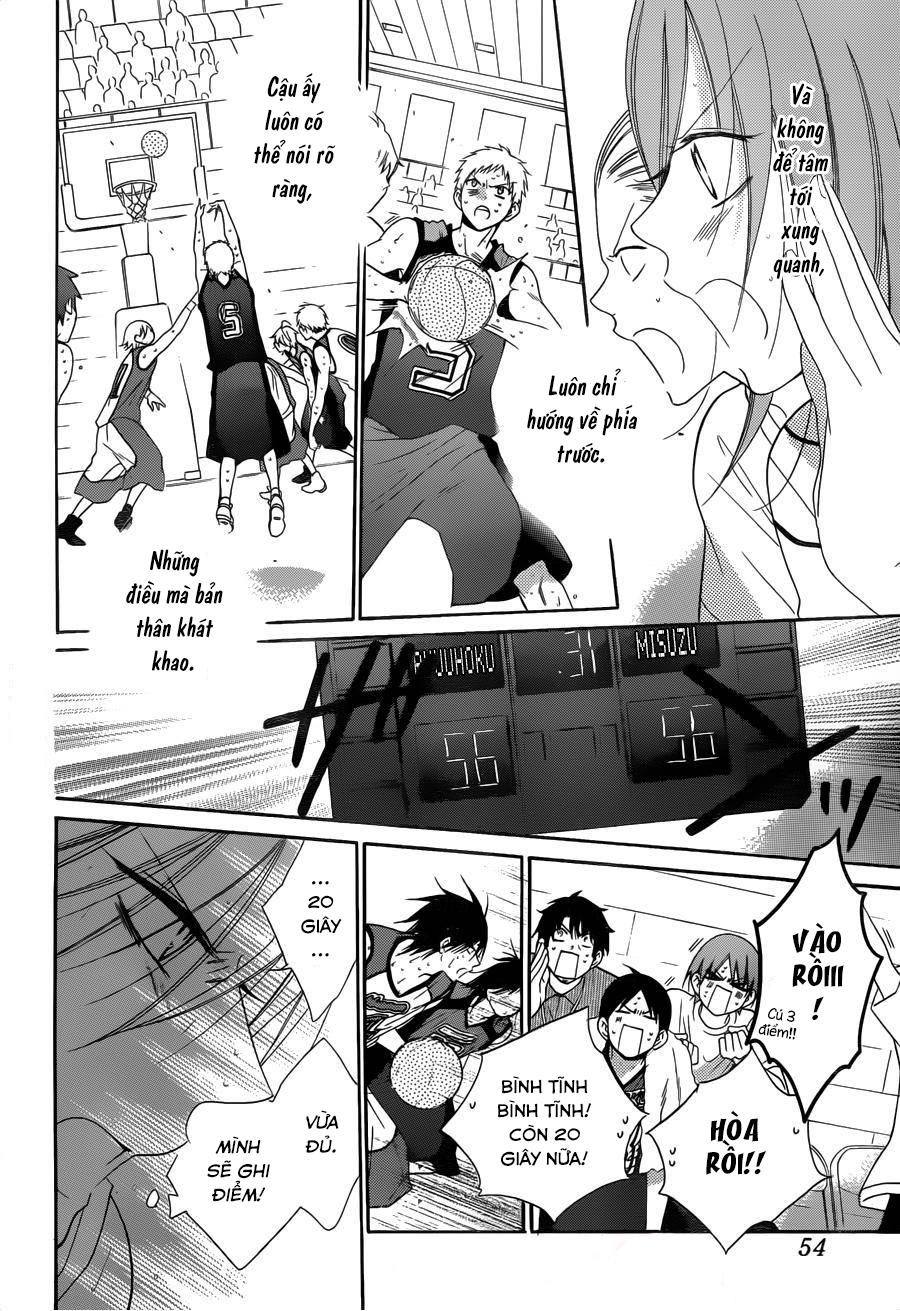 Và
không
để tâm
tới
xung
quanh,
Luôn chỉ
hướng về phía
trước.
Cậu ấy
luôn có
thể nói rõ
ràng,
Những
điều mà bản
thân khát
khao.
31
MISUZU
56
56
VÀO
RỒIIII
!
Cú 3
điểm!!
HÒA
RỒI!!
BÌNH TĨNH
BÌNH TĨNH!
CÒN 20
GIÂY NỮA!
...
20
GIÂY
...
VỪA
ĐỦ.
MÌNH
SẼ GHI
ĐIỂM!
5
54